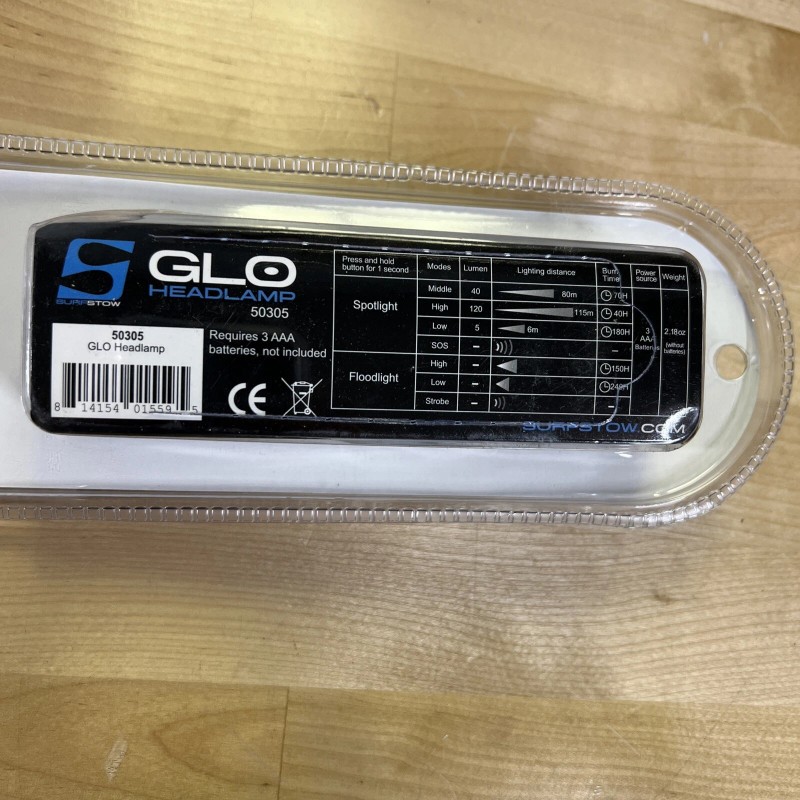 SURFSTOW
GLO
HEADLAMP
50305
50305
GLO Headlamp
8 14154 01559 5
Requires 3 AAA
batteries, not included
CE
Press and hold button for 1 second Modes Lumen Lighting distance Burn Time Power source Weight
Spotlight
Middle 40 80m 70H
High 120 115m 40H
Low 5 6m 180H
SOS – –
Floodlight
High – 150H
Low – 240H
Strobe – –
3 AAA Batteries
2.18oz (without batteries)
SURFSTOW.COM